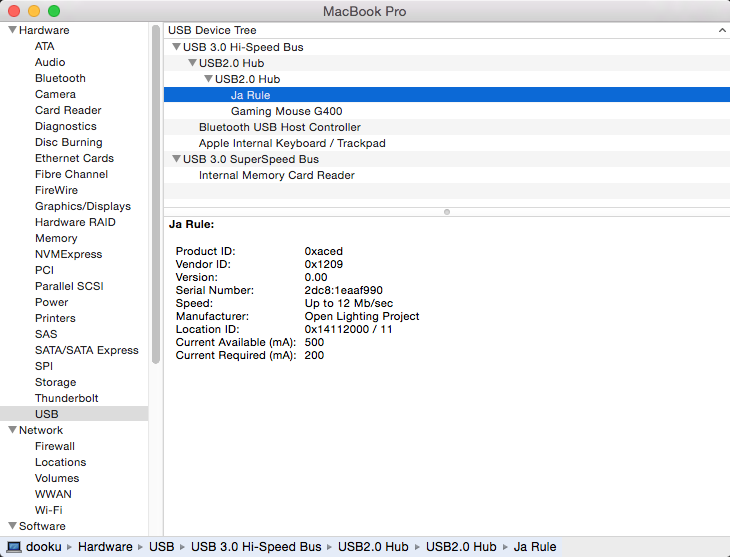 MacBook Pro
Hardware
ATA
Audio
Bluetooth
Camera
Card Reader
Diagnostics
Disc Burning
Ethernet Cards
Fibre Channel
FireWire
Graphics/Displays
Hardware RAID
Memory
NVMExpress
PCI
Parallel SCSI
Power
Printers
SAS
SATA/SATA Express
SPI
Storage
Thunderbolt
USB
Network
Firewall
Locations
Volumes
WWAN
Wi-Fi
Software
USB Device Tree
USB 3.0 Hi-Speed Bus
USB2.0 Hub
USB2.0 Hub
Ja Rule
Gaming Mouse G400
Bluetooth USB Host Controller
Apple Internal Keyboard / Trackpad
USB 3.0 SuperSpeed Bus
Internal Memory Card Reader
Ja Rule:
Product ID: 0xaced
Vendor ID: 0x1209
Version: 0.00
Serial Number: 2dc8:1eaaf990
Speed: Up to 12 Mb/sec
Manufacturer: Open Lighting Project
Location ID: 0x14112000 / 11
Current Available (mA): 500
Current Required (mA): 200
dooku Hardware USB USB 3.0 Hi-Speed Bus USB2.0 Hub USB2.0 Hub Ja Rule